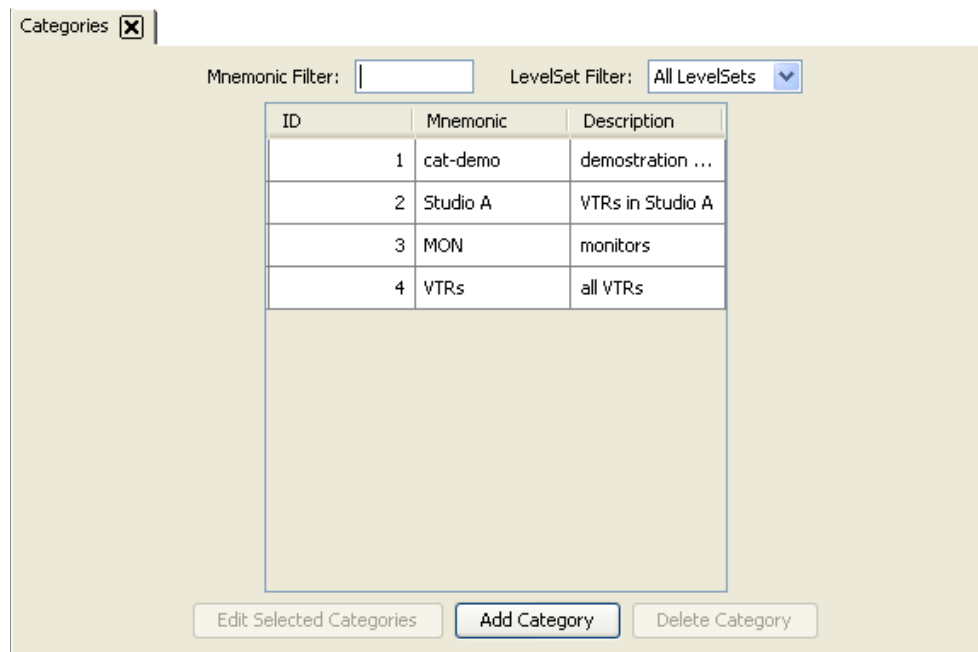 Categories
Mnemonic Filter: LevelSet Filter: All LevelSets
ID Mnemonic Description
1 cat-demo demostration ...
2 Studio A VTRs in Studio A
3 MON monitors
4 VTRs all VTRs
Edit Selected Categories Add Category Delete Category